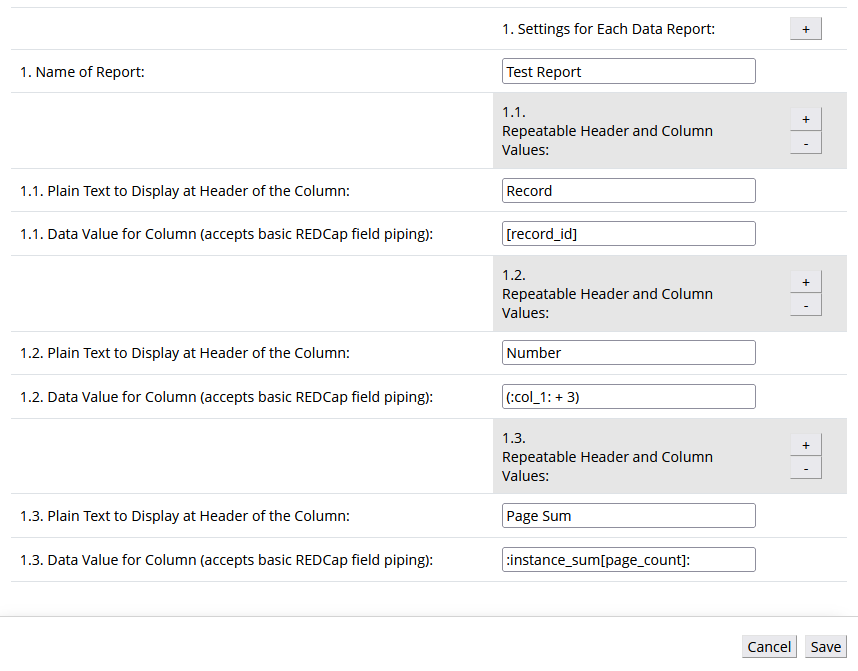 1. Settings for Each Data Report:
+
1. Name of Report:
Test Report
1.1.
Repeatable Header and Column
Values:
+
-
1.1. Plain Text to Display at Header of the Column:
Record
1.1. Data Value for Column (accepts basic REDCap field piping):
[record_id]
1.2.
Repeatable Header and Column
Values:
+
-
1.2. Plain Text to Display at Header of the Column:
Number
1.2. Data Value for Column (accepts basic REDCap field piping):
(:col_1: + 3)
1.3.
Repeatable Header and Column
Values:
+
-
1.3. Plain Text to Display at Header of the Column:
Page Sum
1.3. Data Value for Column (accepts basic REDCap field piping):
:instance_sum[page_count]:
Cancel
Save